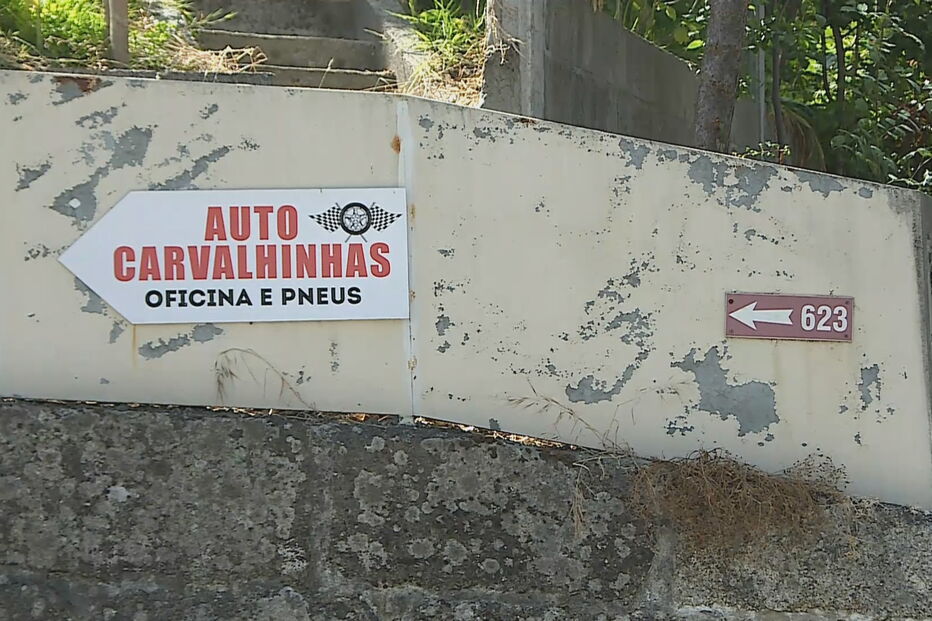 AUTO
CARVALHINHAS
OFICINA E PNEUS
623